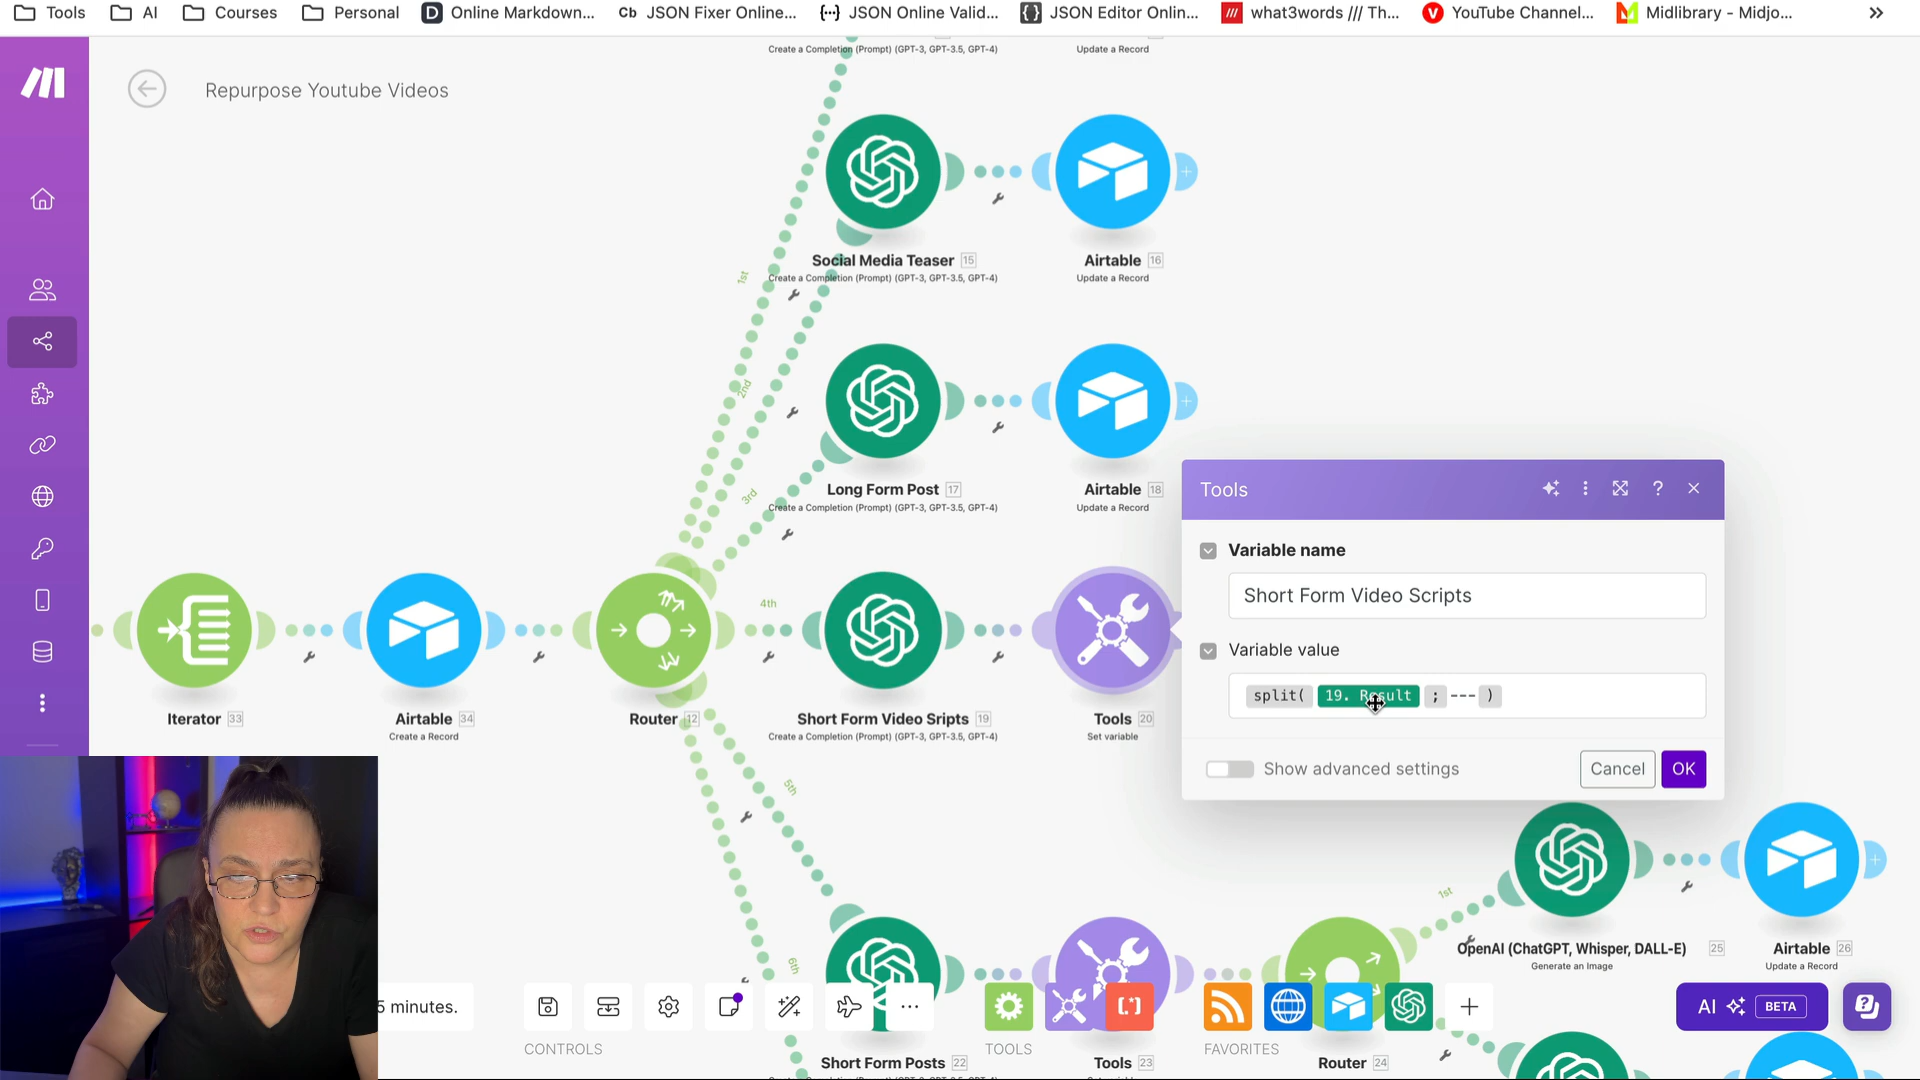 Tools AI Courses Personal Online Markdown... Cb JSON Fixer Online... JSON Online Valid... JSON Editor Onlin... what3words /// Th... YouTube Channel... Midlibrary - Midjo... »
Create a Completion (Prompt) (GPT-3, GPT-3.5, GPT-4) Update a Record
Repurpose Youtube Videos
Social Media Teaser 15 Airtable 16
Create a Completion (Prompt) (GPT-3, GPT-3.5, GPT-4) Update a Record
1st
2nd
Long Form Post 17 Airtable 18
Create a Completion (Prompt) (GPT-3, GPT-3.5, GPT-4) Update a Record
3rd
Tools
Variable name
Short Form Video Scripts
Variable value
split( 19. Result ; --- )
Show advanced settings Cancel OK
4th
Iterator 33 Airtable 34 Router 12 Short Form Video Sripts 19 Tools 20
Create a Record Create a Completion (Prompt) (GPT-3, GPT-3.5, GPT-4) Set variable
5th
1st
OpenAI (ChatGPT, Whisper, DALL-E) 25 Airtable 26
Generate an Image Update a Record
6th
5 minutes.
AI BETA
CONTROLS TOOLS FAVORITES
Short Form Posts 22 Tools 23 Router 24